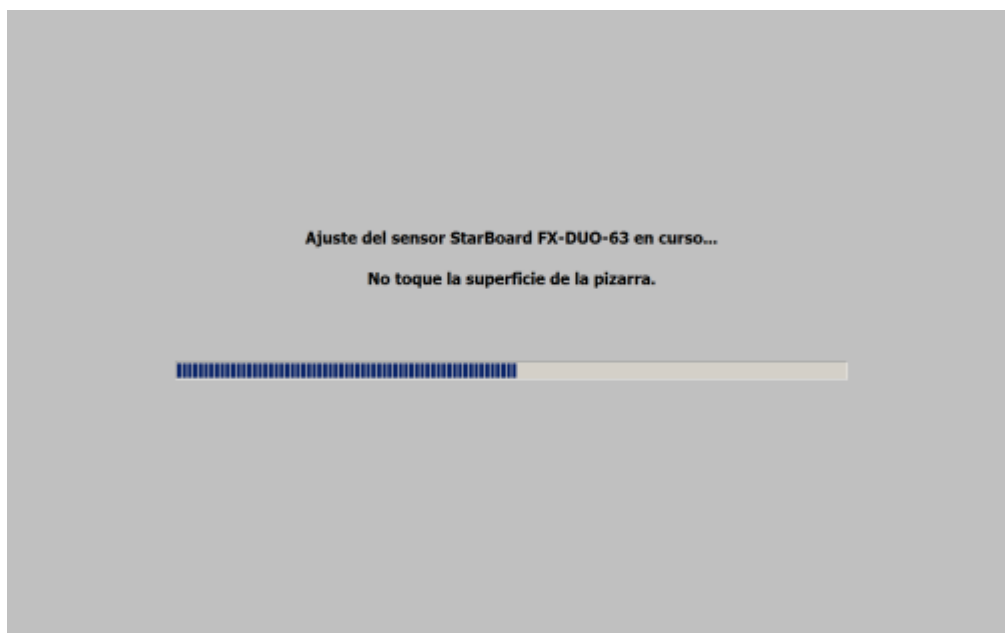 Ajuste del sensor StarBoard FX-DUO-63 en curso...
No toque la superficie de la pizarra.